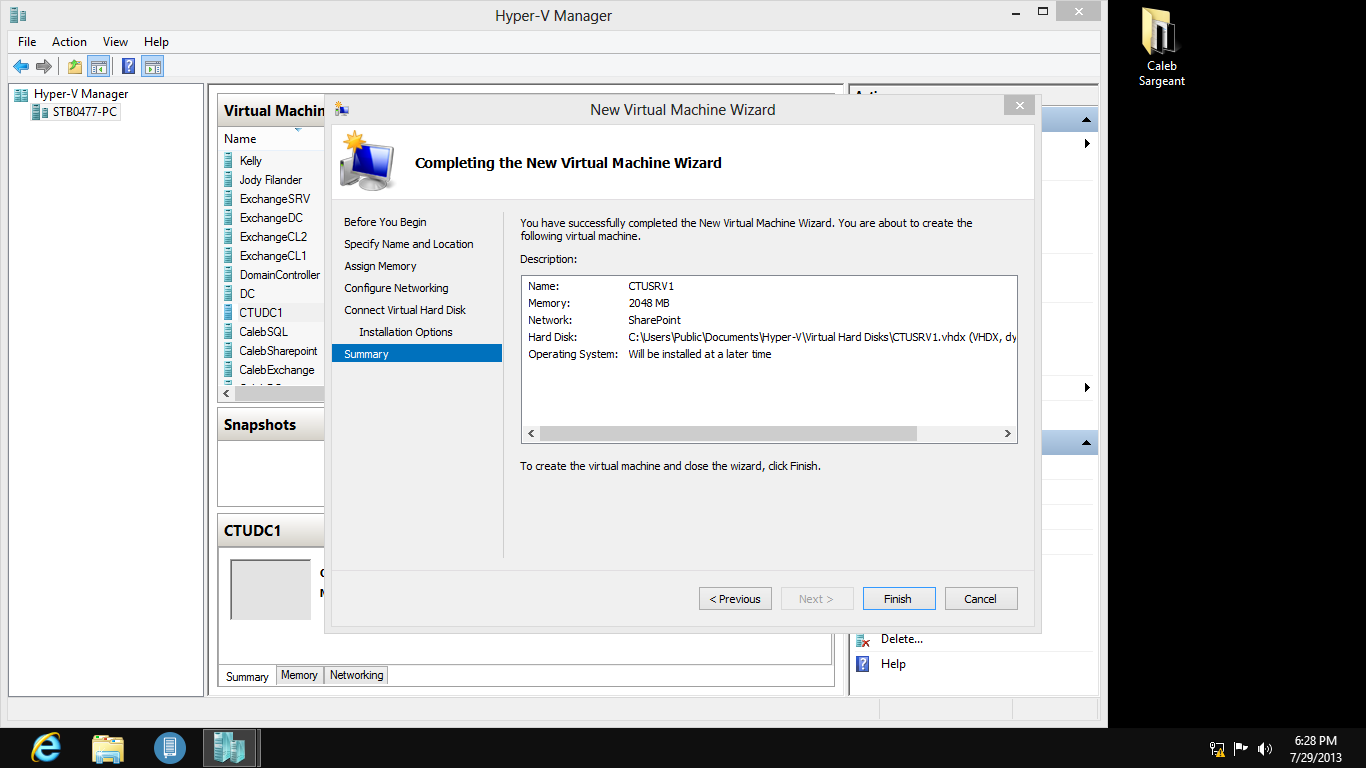 Hyper-V Manager
File Action View Help
Hyper-V Manager
STB0477-PC
Virtual Machin
Name
Kelly
Jody Filander
ExchangeSRV
ExchangeDC
ExchangeCL2
ExchangeCL1
DomainController
DC
CTUDC1
CalebSQL
CalebSharepoint
CalebExchange
Snapshots
CTUDC1
Summary Memory Networking
New Virtual Machine Wizard
Completing the New Virtual Machine Wizard
Before You Begin
Specify Name and Location
Assign Memory
Configure Networking
Connect Virtual Hard Disk
Installation Options
Summary
You have successfully completed the New Virtual Machine Wizard. You are about to create the
following virtual machine.
Description:
Name: CTUSRV1
Memory: 2048 MB
Network: SharePoint
Hard Disk: C:\Users\Public\Documents\Hyper-V\Virtual Hard Disks\CTUSRV1.vhdx (VHDX, dy
Operating System: Will be installed at a later time
To create the virtual machine and close the wizard, click Finish.
< Previous Next > Finish Cancel
Delete...
Help
Caleb
Sargeant
6:28 PM
7/29/2013